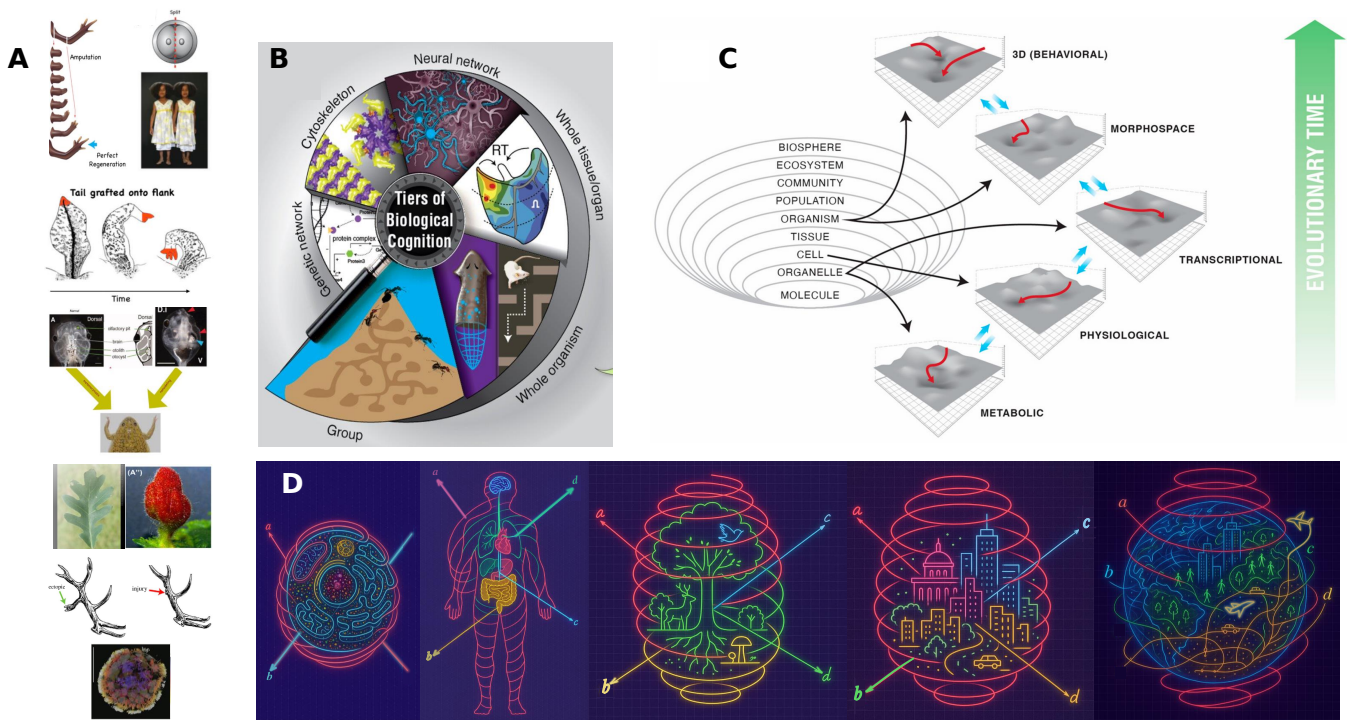 A
Split
Amputation
Perfect
Regeneration
Tail grafted onto flank
Time
A
Dorsal
Dorsal
olfactory pit
brain
otolith
otocyst
D.I
V
(A")
ectopic
injury
B
Neural network
Cytoskeleton
Whole tissue/organ
RT
Tiers of
Biological
Cognition
Genetic network
protein complex
Protein3
Whole organism
Group
C
3D (BEHAVIORAL)
MORPHOSPACE
TRANSCRIPTIONAL
PHYSIOLOGICAL
METABOLIC
BIOSPHERE
ECOSYSTEM
COMMUNITY
POPULATION
ORGANISM
TISSUE
CELL
ORGANELLE
MOLECULE
EVOLUTIONARY TIME
D
a
b
a
d
c
b
a
c
b
d
a
c
b
d
a
b
c
d